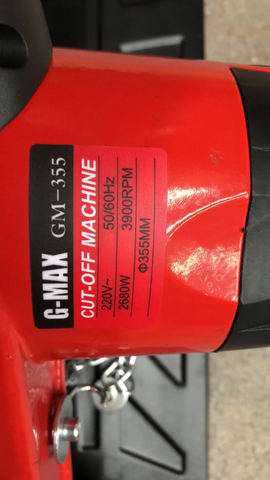 G-MAX GM-355
CUT-OFF MACHINE
220V~ 50/60Hz
2680W 3900RPM
Φ355MM